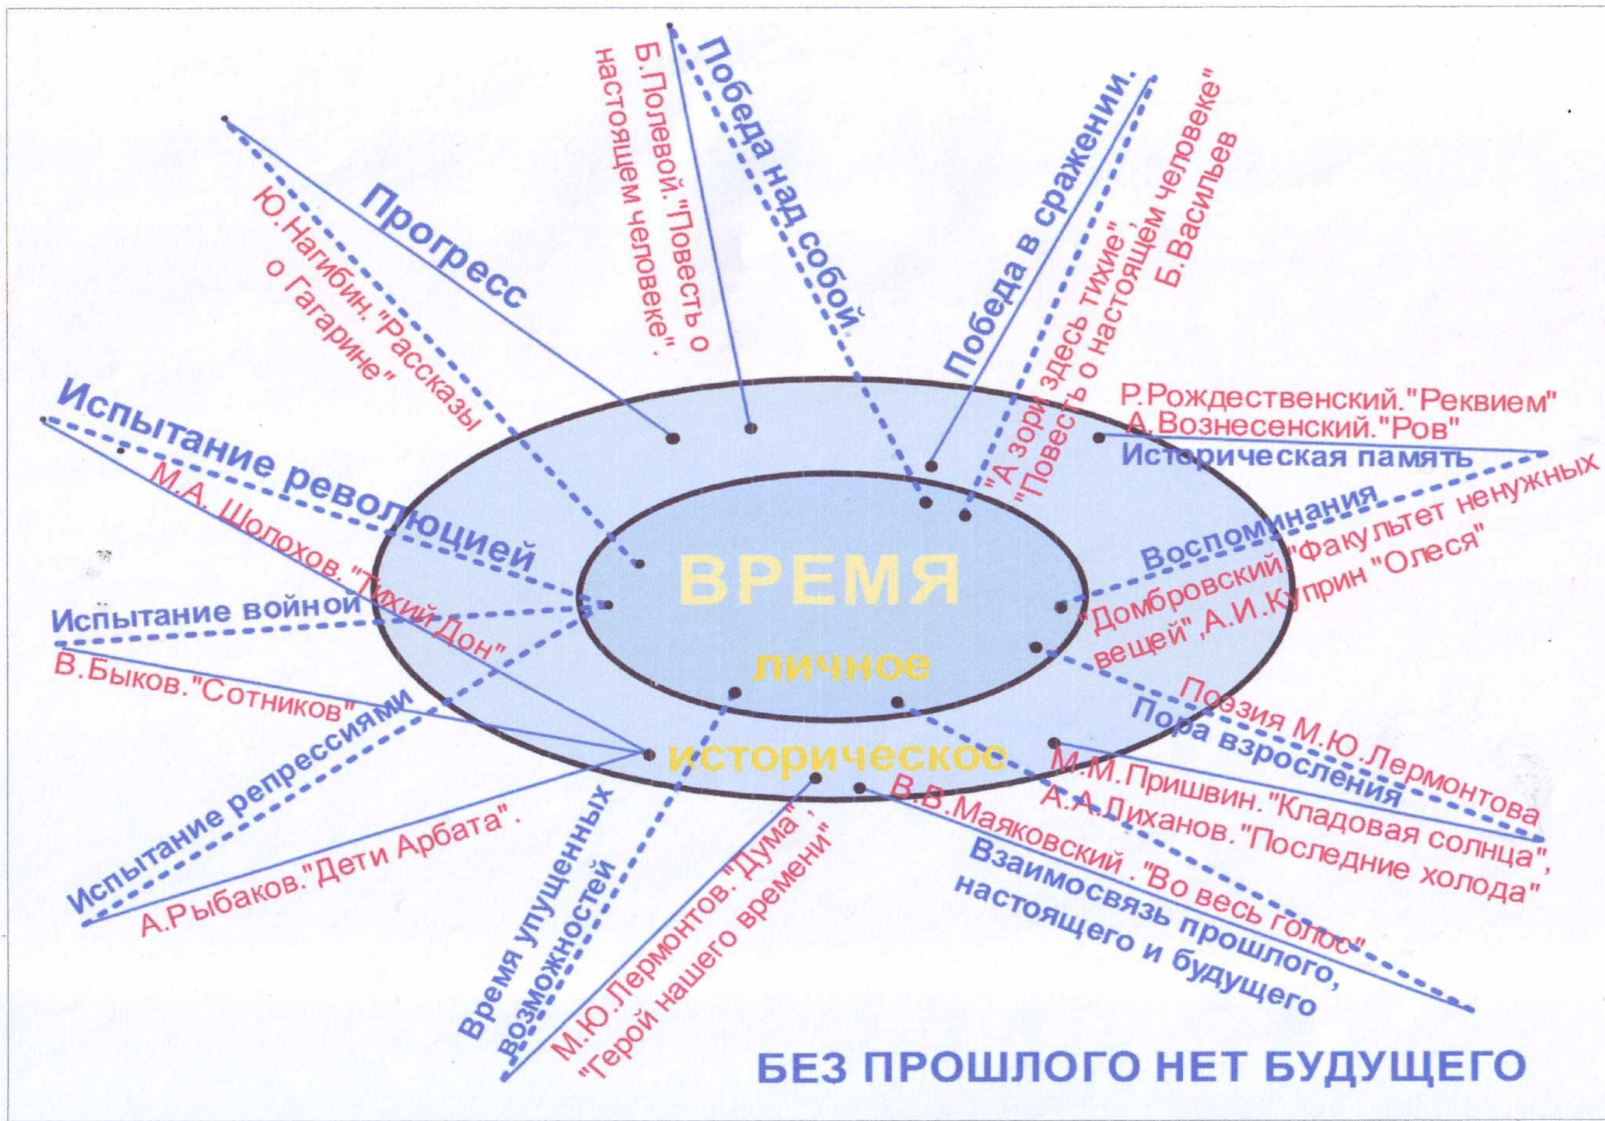 Победа над собой.
Б.Полевой."Повесть о
настоящем человеке".
Победа в сражении.
"А зори здесь тихие",
"Повесть о настоящем человеке"
Б.Васильев
Прогресс
Ю.Нагибин."Рассказы
о Гагарине"
Р.Рождественский."Реквием"
А.Вознесенский."Ров"
Историческая память
Воспоминания
"Домбровский."Факультет ненужных
вещей",А.И.Куприн "Олеся"
Испытание революцией
М.А. Шолохов. "Тихий Дон"
ВРЕМЯ
личное
историческое
Испытание войной
В.Быков."Сотников"
Испытание репрессиями
А.Рыбаков."Дети Арбата".
Поэзия М.Ю.Лермонтова
Пора взросления
М.М.Пришвин."Кладовая солнца",
А.А.Лиханов."Последние холода"
В.В.Маяковский ."Во весь голос"
Взаимосвязь прошлого,
настоящего и будущего
Время упущенных
возможностей
М.Ю.Лермонтов."Дума",
"Герой нашего времени"
БЕЗ ПРОШЛОГО НЕТ БУДУЩЕГО